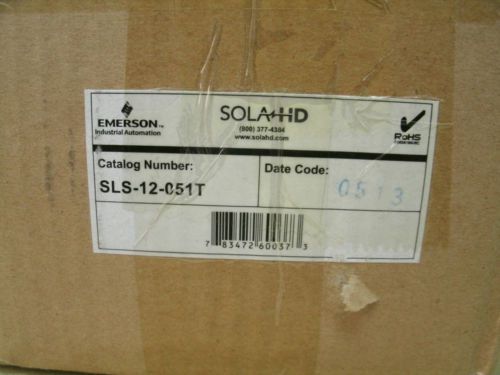 EMERSON™
Industrial Automation
SOLA HD
(800) 377-4384
www.solahd.com
RoHS
Catalog Number:
SLS-12-051T
Date Code:
0513
7 83472 60037 3